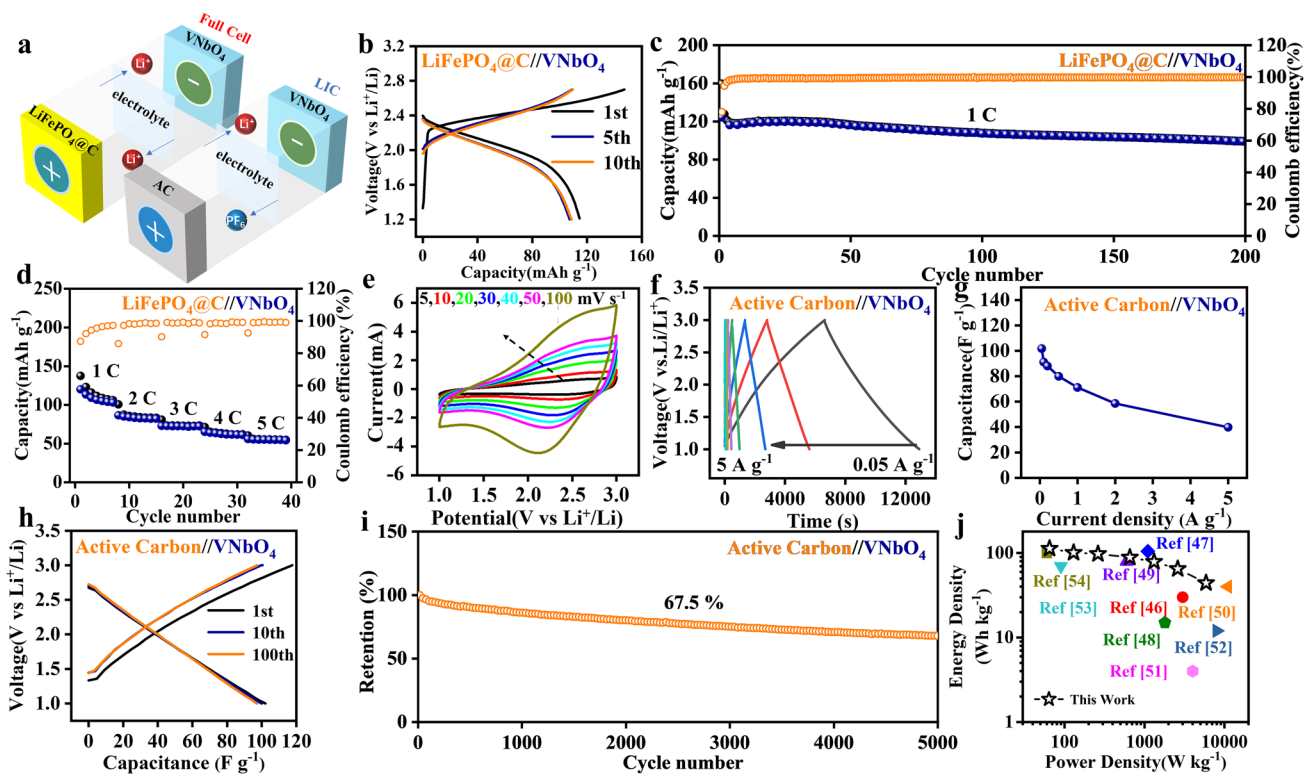 a
Full Cell
VNbO₄
Li⁺
LIC
VNbO₄
electrolyte
Li⁺
LiFePO₄@C
Li⁺
electrolyte
AC
PF₆⁻
b
LiFePO₄@C//VNbO₄
1st
5th
10th
Voltage(V vs Li⁺/Li)
3.2
2.8
2.4
2.0
1.6
1.2
0 40 80 120 160
Capacity(mAh g⁻¹)
c
LiFePO₄@C//VNbO₄
1 C
Capacity(mAh g⁻¹)
200
160
120
80
40
0
Coulomb efficiency(%)
120
100
80
60
40
20
0
0 50 100 150 200
Cycle number
d
LiFePO₄@C//VNbO₄
1 C
2 C
3 C
4 C
5 C
Capacity(mAh g⁻¹)
250
200
150
100
50
0
Coulomb efficiency (%)
120
100
80
60
40
20
0
0 10 20 30 40
Cycle number
e
5,10,20,30,40,50,100 mV s⁻¹
Current(mA)
6
4
2
0
-2
-4
-6
1.0 1.5 2.0 2.5 3.0
Potential(V vs Li⁺/Li)
f
Active Carbon//VNbO₄
5 A g⁻¹
0.05 A g⁻¹
Voltage(V vs.Li/Li⁺)
3.5
3.0
2.5
2.0
1.5
1.0
0.5
0 4000 8000 12000
Time (s)
g
Active Carbon//VNbO₄
Capacitance(F g⁻¹)
140
120
100
80
60
40
20
0
0 1 2 3 4 5
Current density (A g⁻¹)
h
Active Carbon//VNbO₄
1st
10th
100th
Voltage(V vs Li⁺/Li)
3.5
3.0
2.5
2.0
1.5
1.0
0 20 40 60 80 100 120
Capacitance (F g⁻¹)
i
Active Carbon//VNbO₄
67.5 %
Retention (%)
150
100
50
0
0 1000 2000 3000 4000 5000
Cycle number
j
Ref [47]
Ref [49]
Ref [54]
Ref [53]
Ref [46]
Ref [50]
Ref [48]
Ref [52]
Ref [51]
This Work
Energy Density
(Wh kg⁻¹)
100
10
1
100 1000 10000
Power Density(W kg⁻¹)